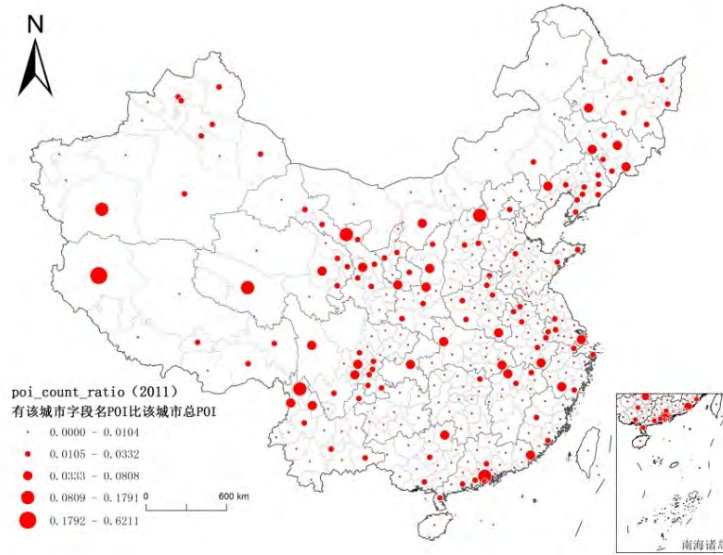 N
poi_count_ratio (2011)
有该城市字段名POI比该城市总POI
0.0000 - 0.0104
0.0105 - 0.0332
0.0333 - 0.0808
0.0809 - 0.1791
0.1792 - 0.6211
0 600 km
南海诸岛